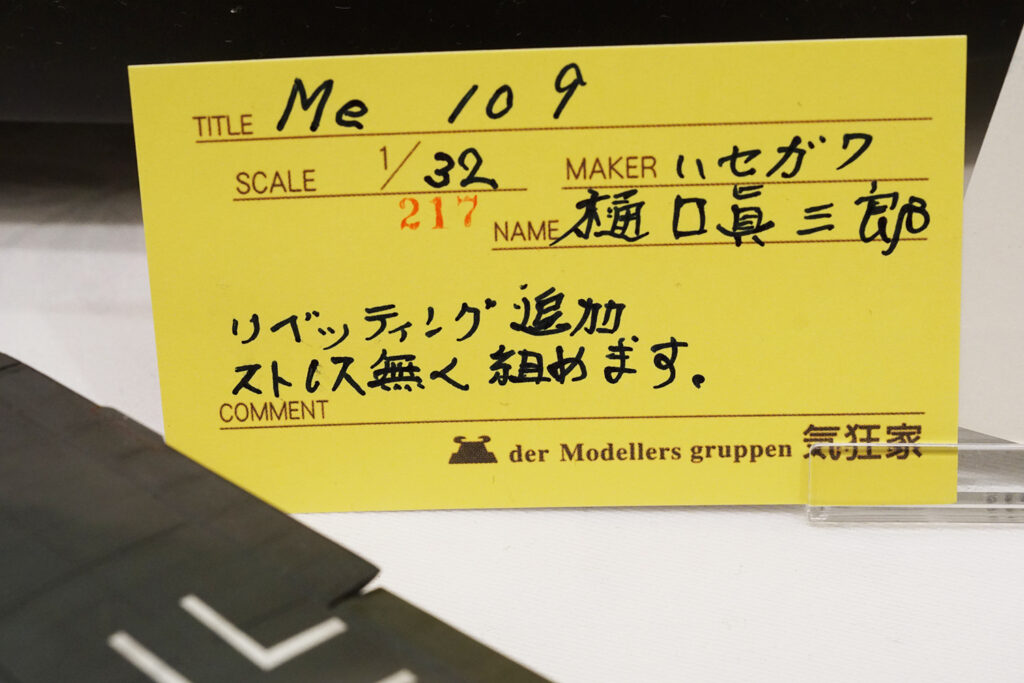 TITLE Me 109
SCALE 1/32 MAKER ハセガワ
217
NAME 樋口眞三郎
リベッティング追加
ストレス無く組めます。
COMMENT
der Modellers gruppen 気狂家